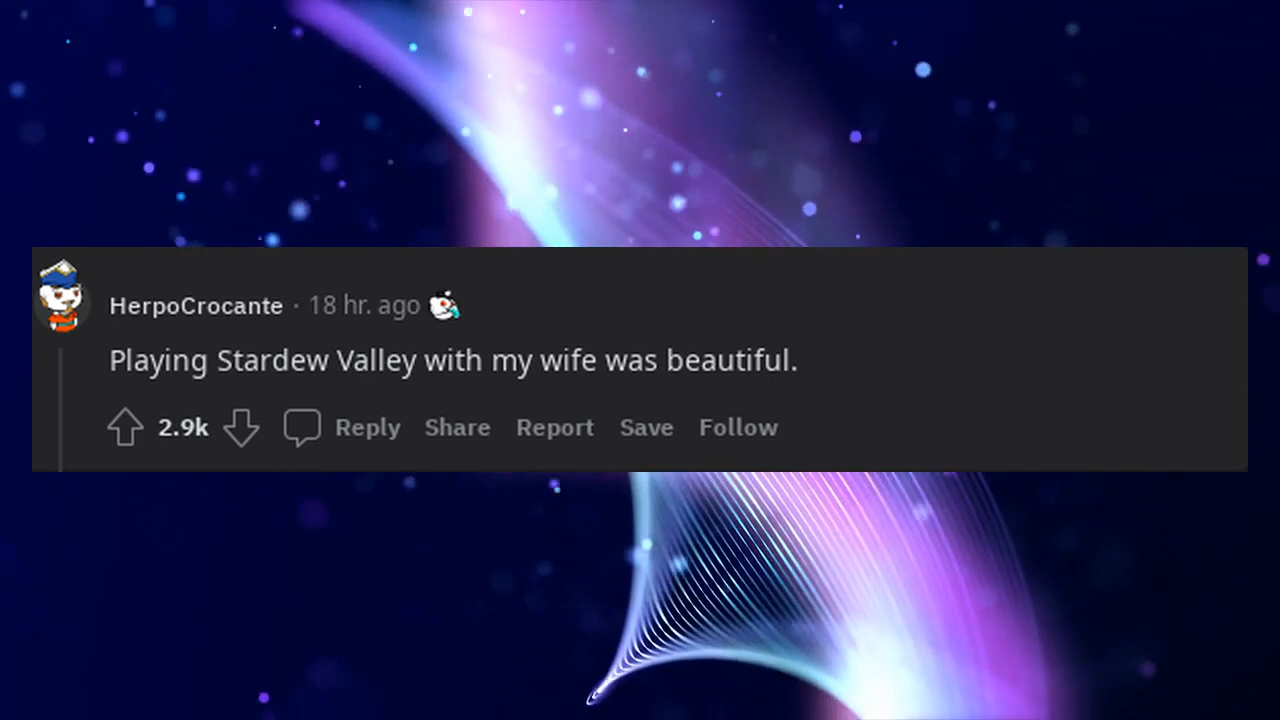 HerpoCrocante · 18 hr. ago
Playing Stardew Valley with my wife was beautiful.
2.9k Reply Share Report Save Follow